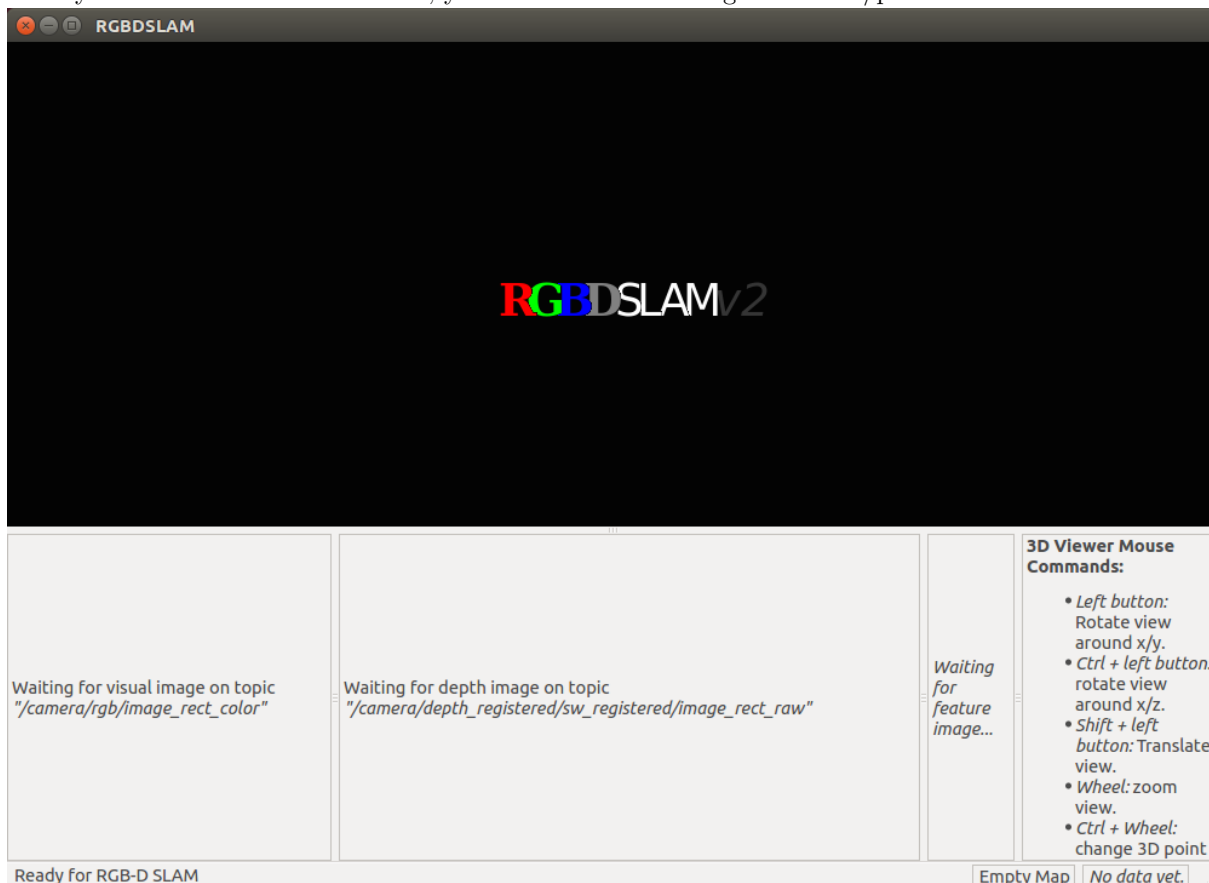 RGBDSLAM
RGBDSLAMv2
Waiting for visual image on topic
"/camera/rgb/image_rect_color"
Waiting for depth image on topic
"/camera/depth_registered/sw_registered/image_rect_raw"
Waiting
for
feature
image...
3D Viewer Mouse
Commands:
• Left button:
Rotate view
around x/y.
• Ctrl + left button:
rotate view
around x/z.
• Shift + left
button: Translate
view.
• Wheel: zoom
view.
• Ctrl + Wheel:
change 3D point
Ready for RGB-D SLAM
Empty Map
No data yet.